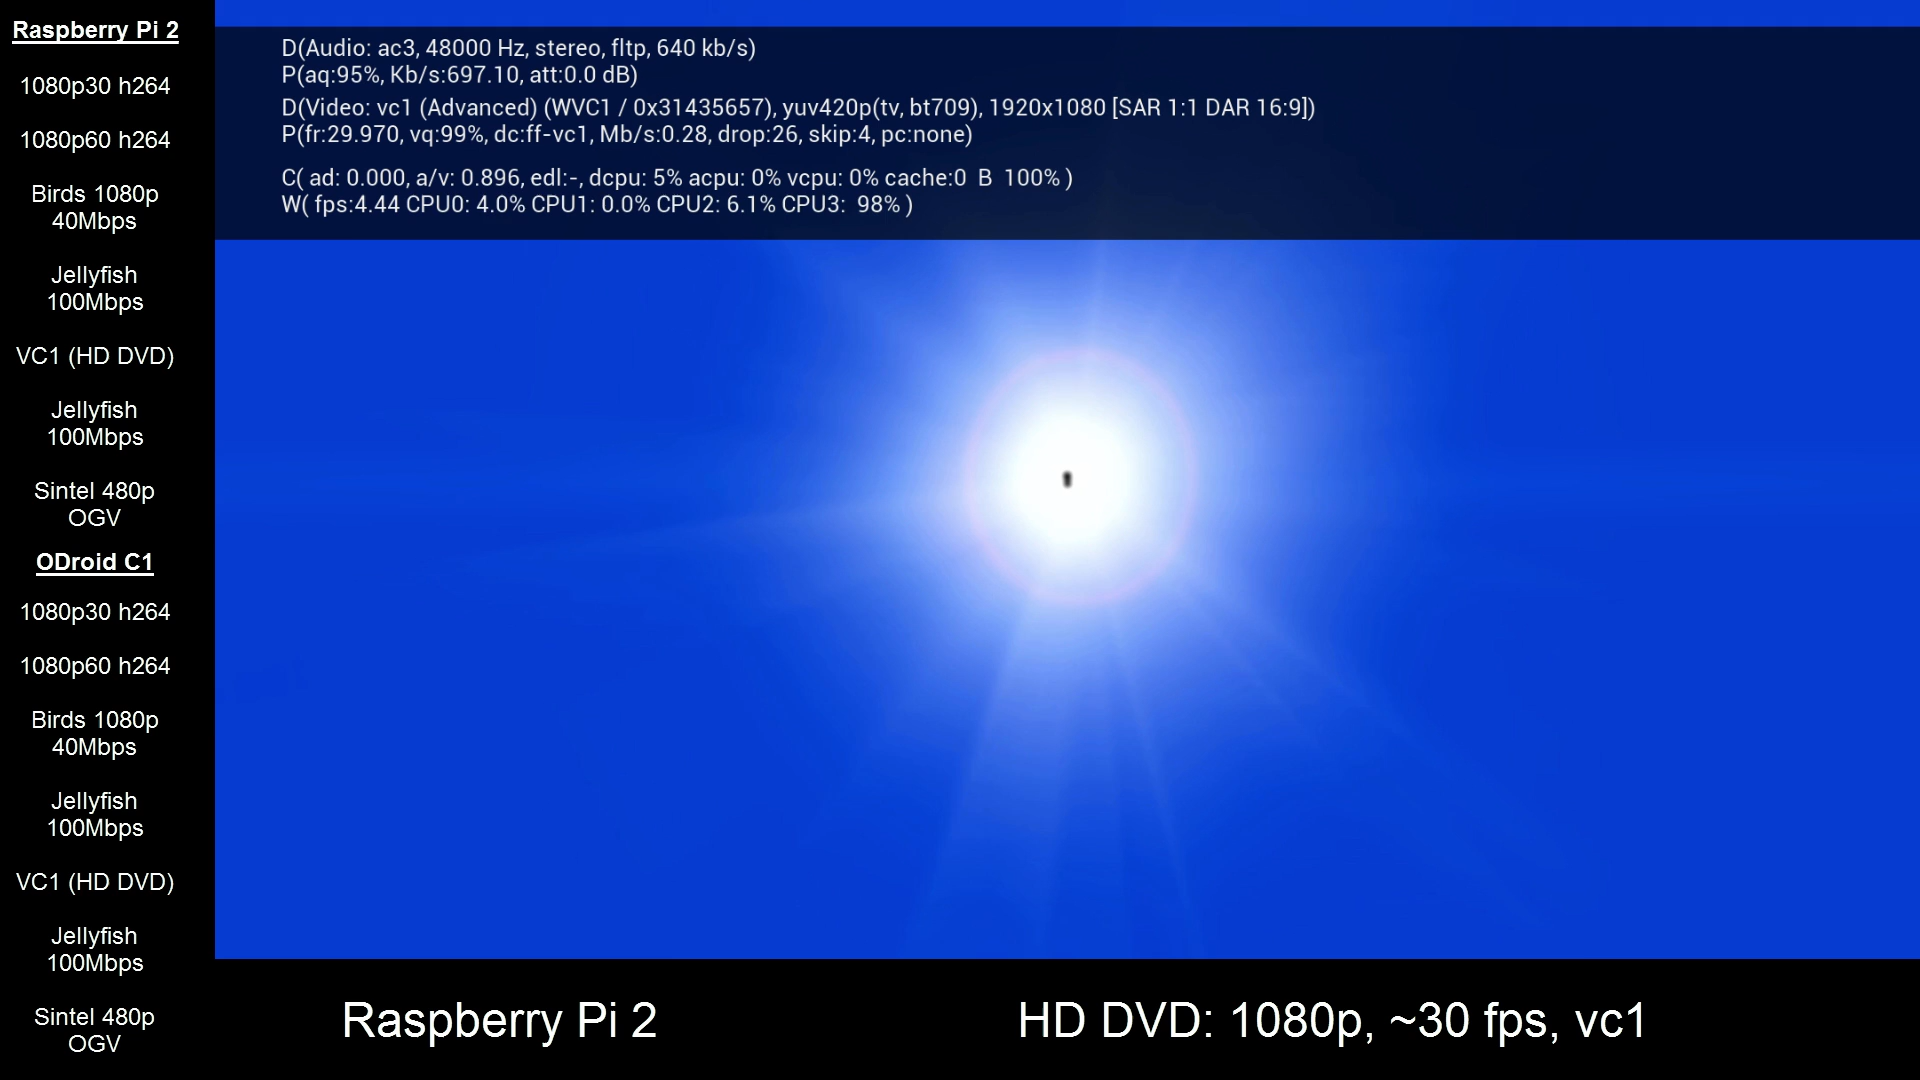 Raspberry Pi 2
1080p30 h264
1080p60 h264
Birds 1080p
40Mbps
Jellyfish
100Mbps
VC1 (HD DVD)
Jellyfish
100Mbps
Sintel 480p
OGV
ODroid C1
1080p30 h264
1080p60 h264
Birds 1080p
40Mbps
Jellyfish
100Mbps
VC1 (HD DVD)
Jellyfish
100Mbps
Sintel 480p
OGV
D(Audio: ac3, 48000 Hz, stereo, fltp, 640 kb/s)
P(aq:95%, Kb/s:697.10, att:0.0 dB)
D(Video: vc1 (Advanced) (WVC1 / 0x31435657), yuv420p(tv, bt709), 1920x1080 [SAR 1:1 DAR 16:9])
P(fr:29.970, vq:99%, dc:ff-vc1, Mb/s:0.28, drop:26, skip:4, pc:none)
C( ad: 0.000, a/v: 0.896, edl:-, dcpu: 5% acpu: 0% vcpu: 0% cache:0 B 100% )
W( fps:4.44 CPU0: 4.0% CPU1: 0.0% CPU2: 6.1% CPU3: 98% )
Raspberry Pi 2
HD DVD: 1080p, ~30 fps, vc1